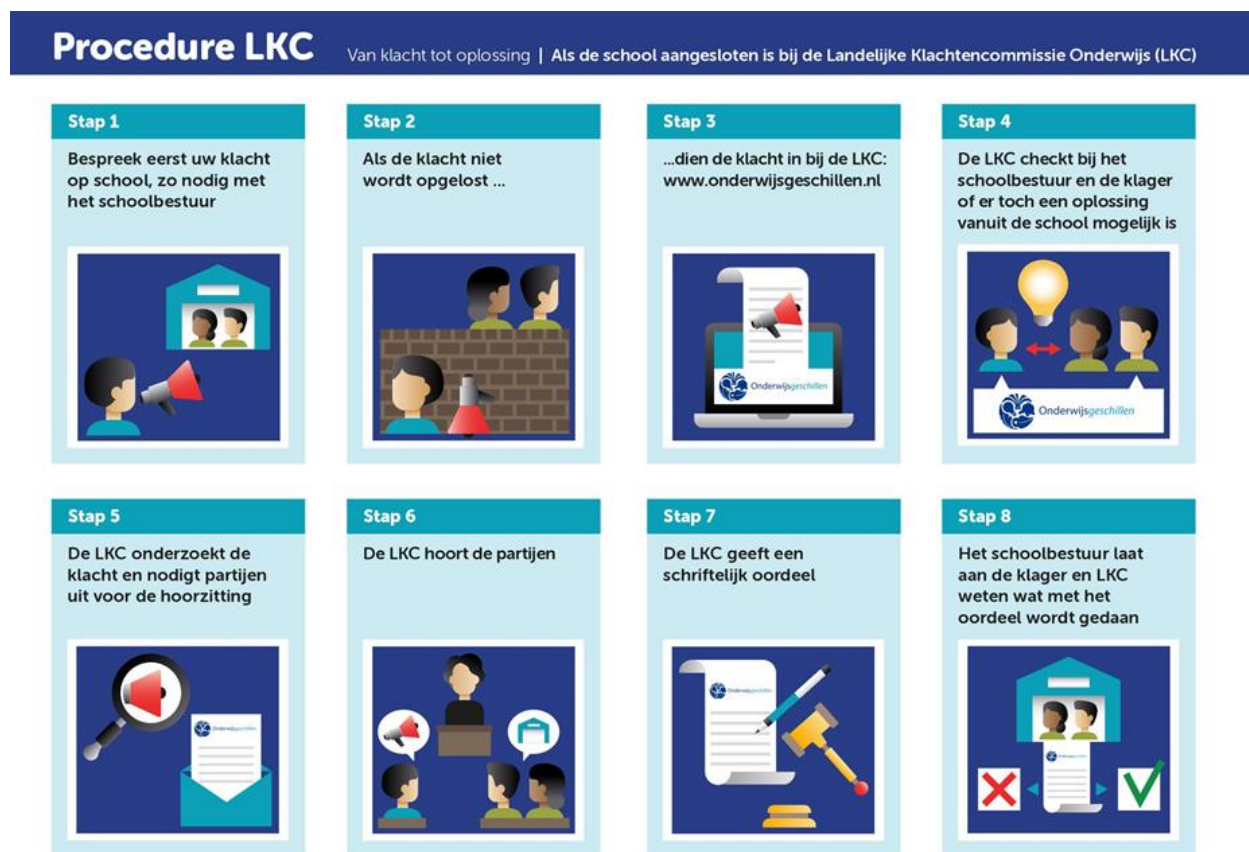 Procedure LKC Van klacht tot oplossing | Als de school aangesloten is bij de Landelijke Klachtencommissie Onderwijs (LKC)
Stap 1
Bespreek eerst uw klacht
op school, zo nodig met
het schoolbestuur
Stap 2
Als de klacht niet
wordt opgelost ...
Stap 3
...dien de klacht in bij de LKC:
www.onderwijsgeschillen.nl
Onderwijsgeschillen
Stap 4
De LKC checkt bij het
schoolbestuur en de klager
of er toch een oplossing
vanuit de school mogelijk is
Onderwijsgeschillen
Stap 5
De LKC onderzoekt de
klacht en nodigt partijen
uit voor de hoorzitting
Onderwijsgeschillen
Stap 6
De LKC hoort de partijen
Stap 7
De LKC geeft een
schriftelijk oordeel
Onderwijsgeschillen
Stap 8
Het schoolbestuur laat
aan de klager en LKC
weten wat met het
oordeel wordt gedaan
Onderwijsgeschillen